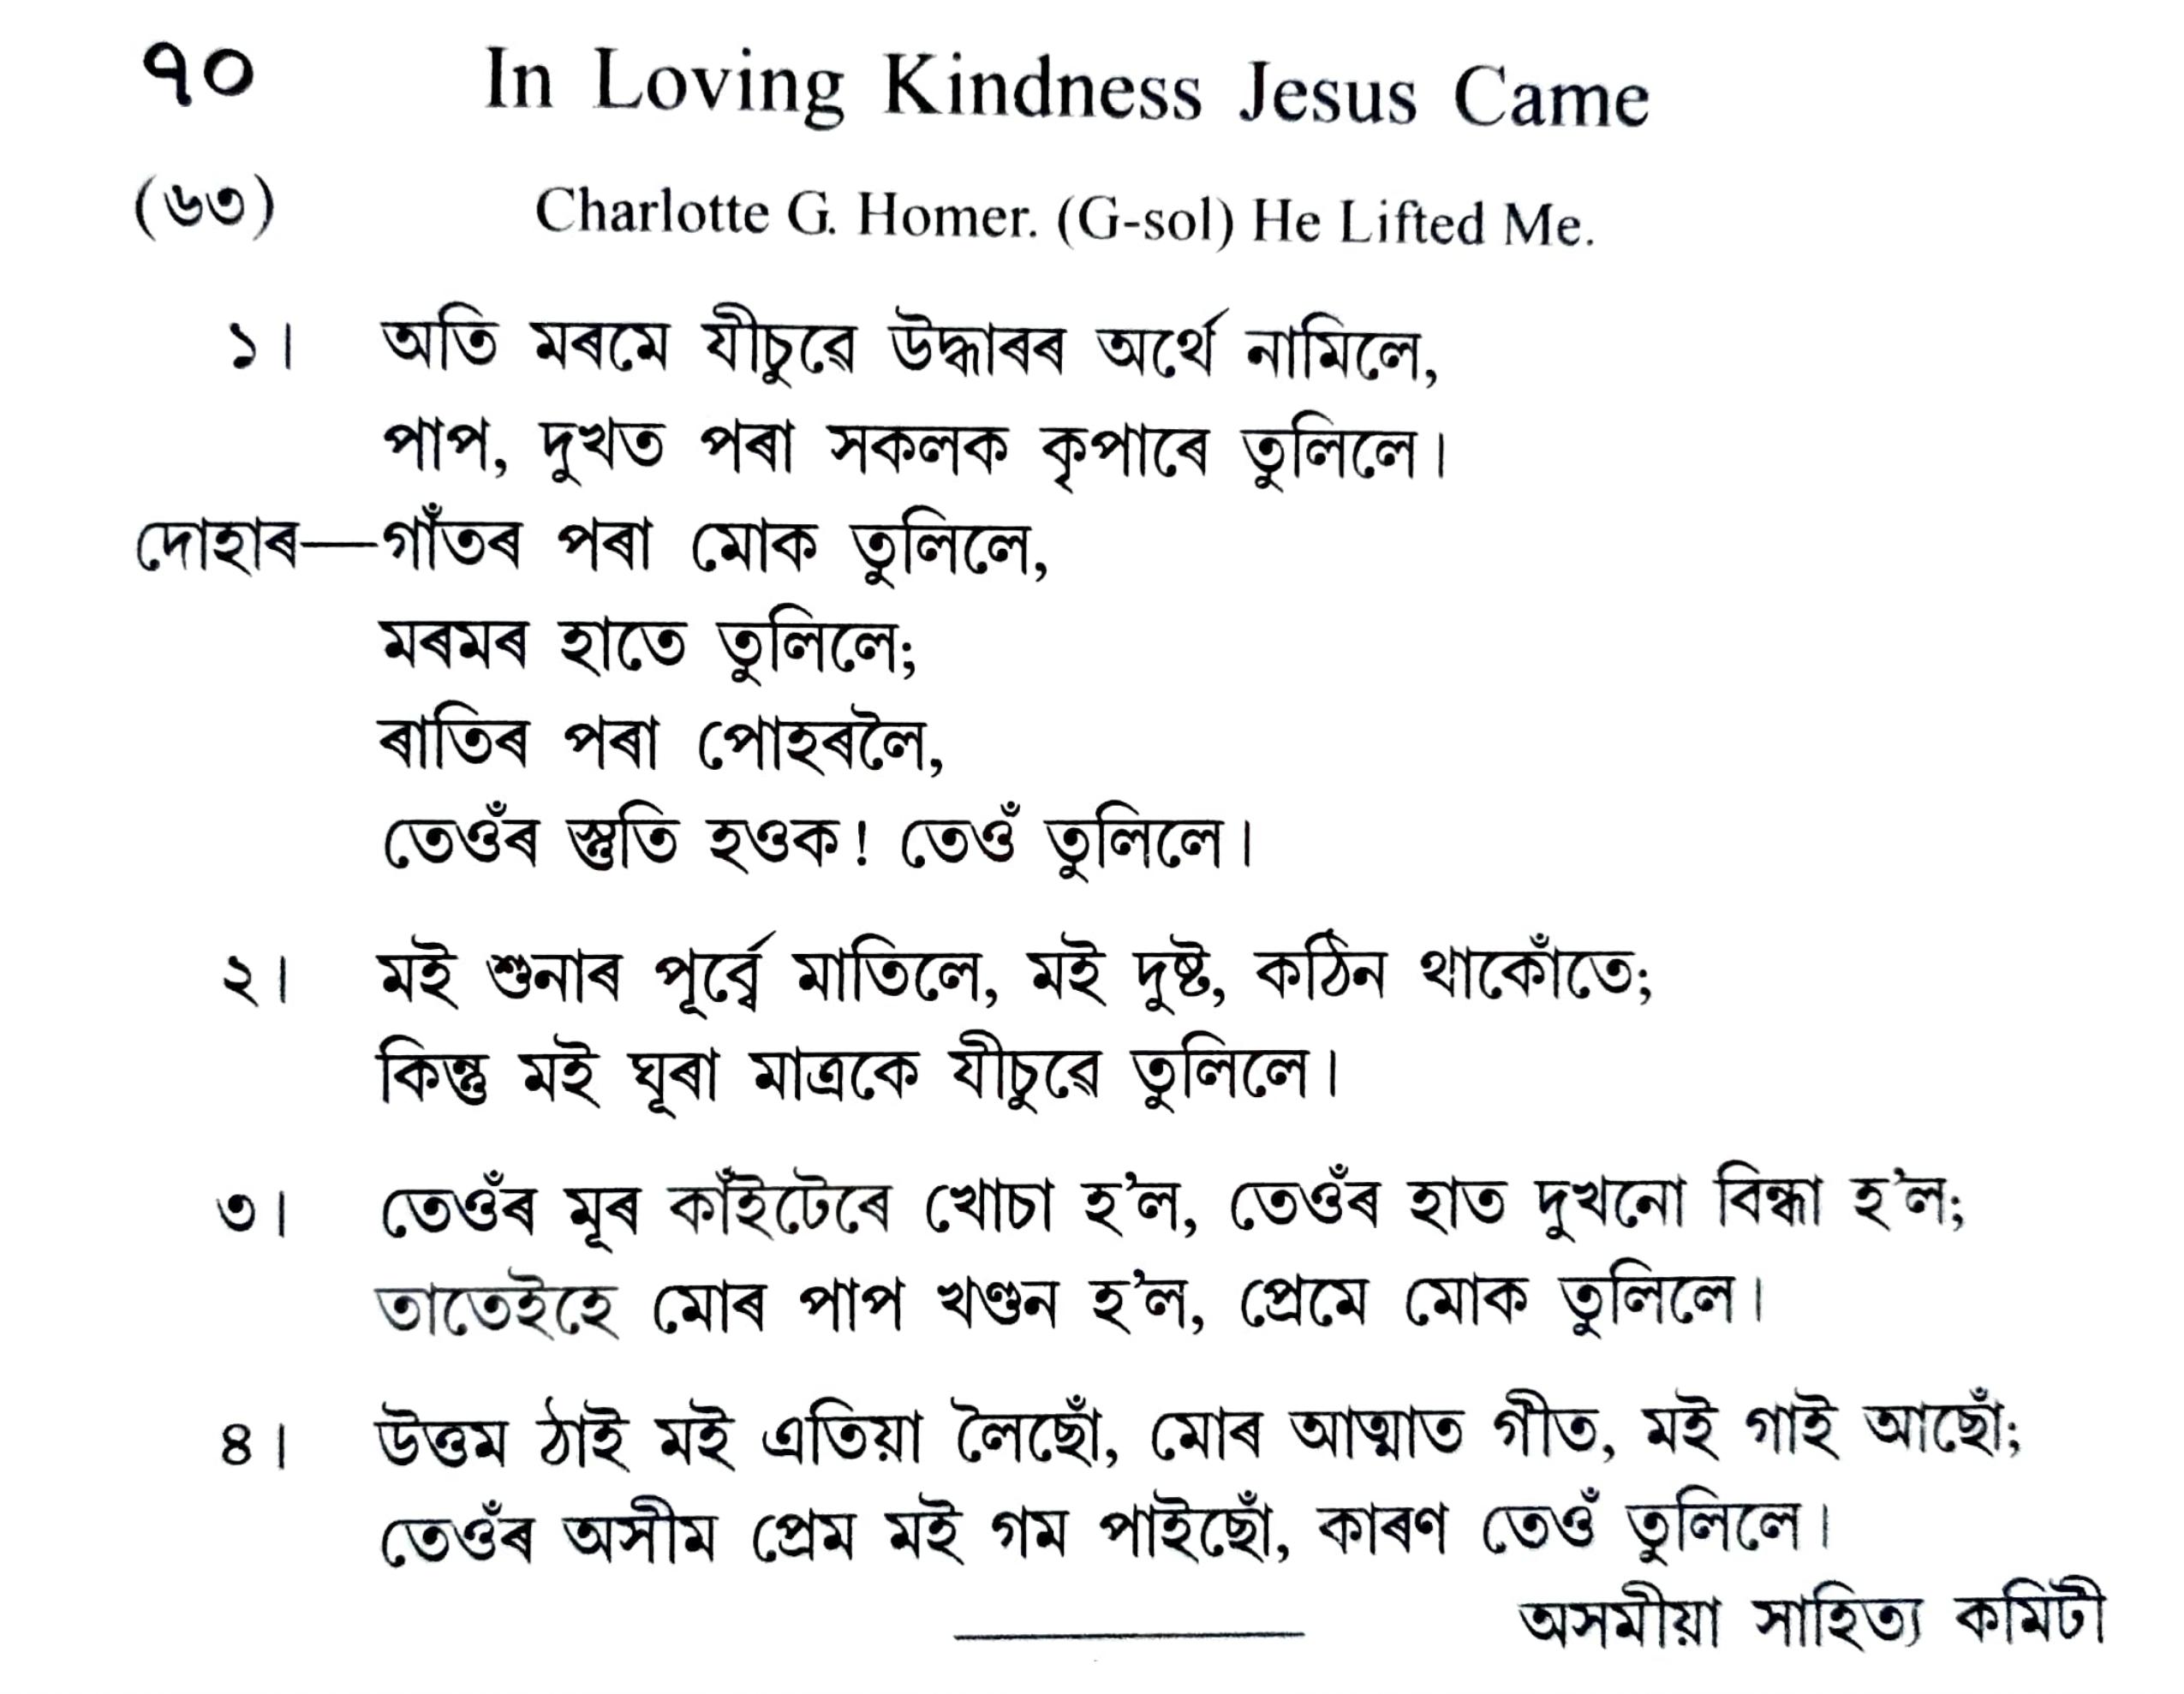 ৭০ In Loving Kindness Jesus Came
(৬৩) Charlotte G. Homer. (G-sol) He Lifted Me.
১। অতি মৰমে যীচুৱে উদ্ধাৰৰ অৰ্থে নামিলে,
পাপ, দুখত পৰা সকলক কৃপাৰে তুলিলে।
দোহাৰ—গাঁতৰ পৰা মোক তুলিলে,
মৰমৰ হাতে তুলিলে;
ৰাতিৰ পৰা পোহৰলৈ,
তেওঁৰ স্তুতি হওক! তেওঁ তুলিলে।
২। মই শুনাৰ পূৰ্ব্বে মাতিলে, মই দুষ্ট, কঠিন থাকোঁতে;
কিন্তু মই ঘূৰা মাত্ৰকে যীচুৱে তুলিলে।
৩। তেওঁৰ মূৰ কাঁইটেৰে খোচা হ’ল, তেওঁৰ হাত দুখনো বিন্ধা হ’ল;
তাতেইহে মোৰ পাপ খণ্ডন হ’ল, প্ৰেমে মোক তুলিলে।
৪। উত্তম ঠাই মই এতিয়া লৈছোঁ, মোৰ আত্মাত গীত, মই গাই আছোঁ;
তেওঁৰ অসীম প্ৰেম মই গম পাইছোঁ, কাৰণ তেওঁ তুলিলে।
অসমীয়া সাহিত্য কমিটী